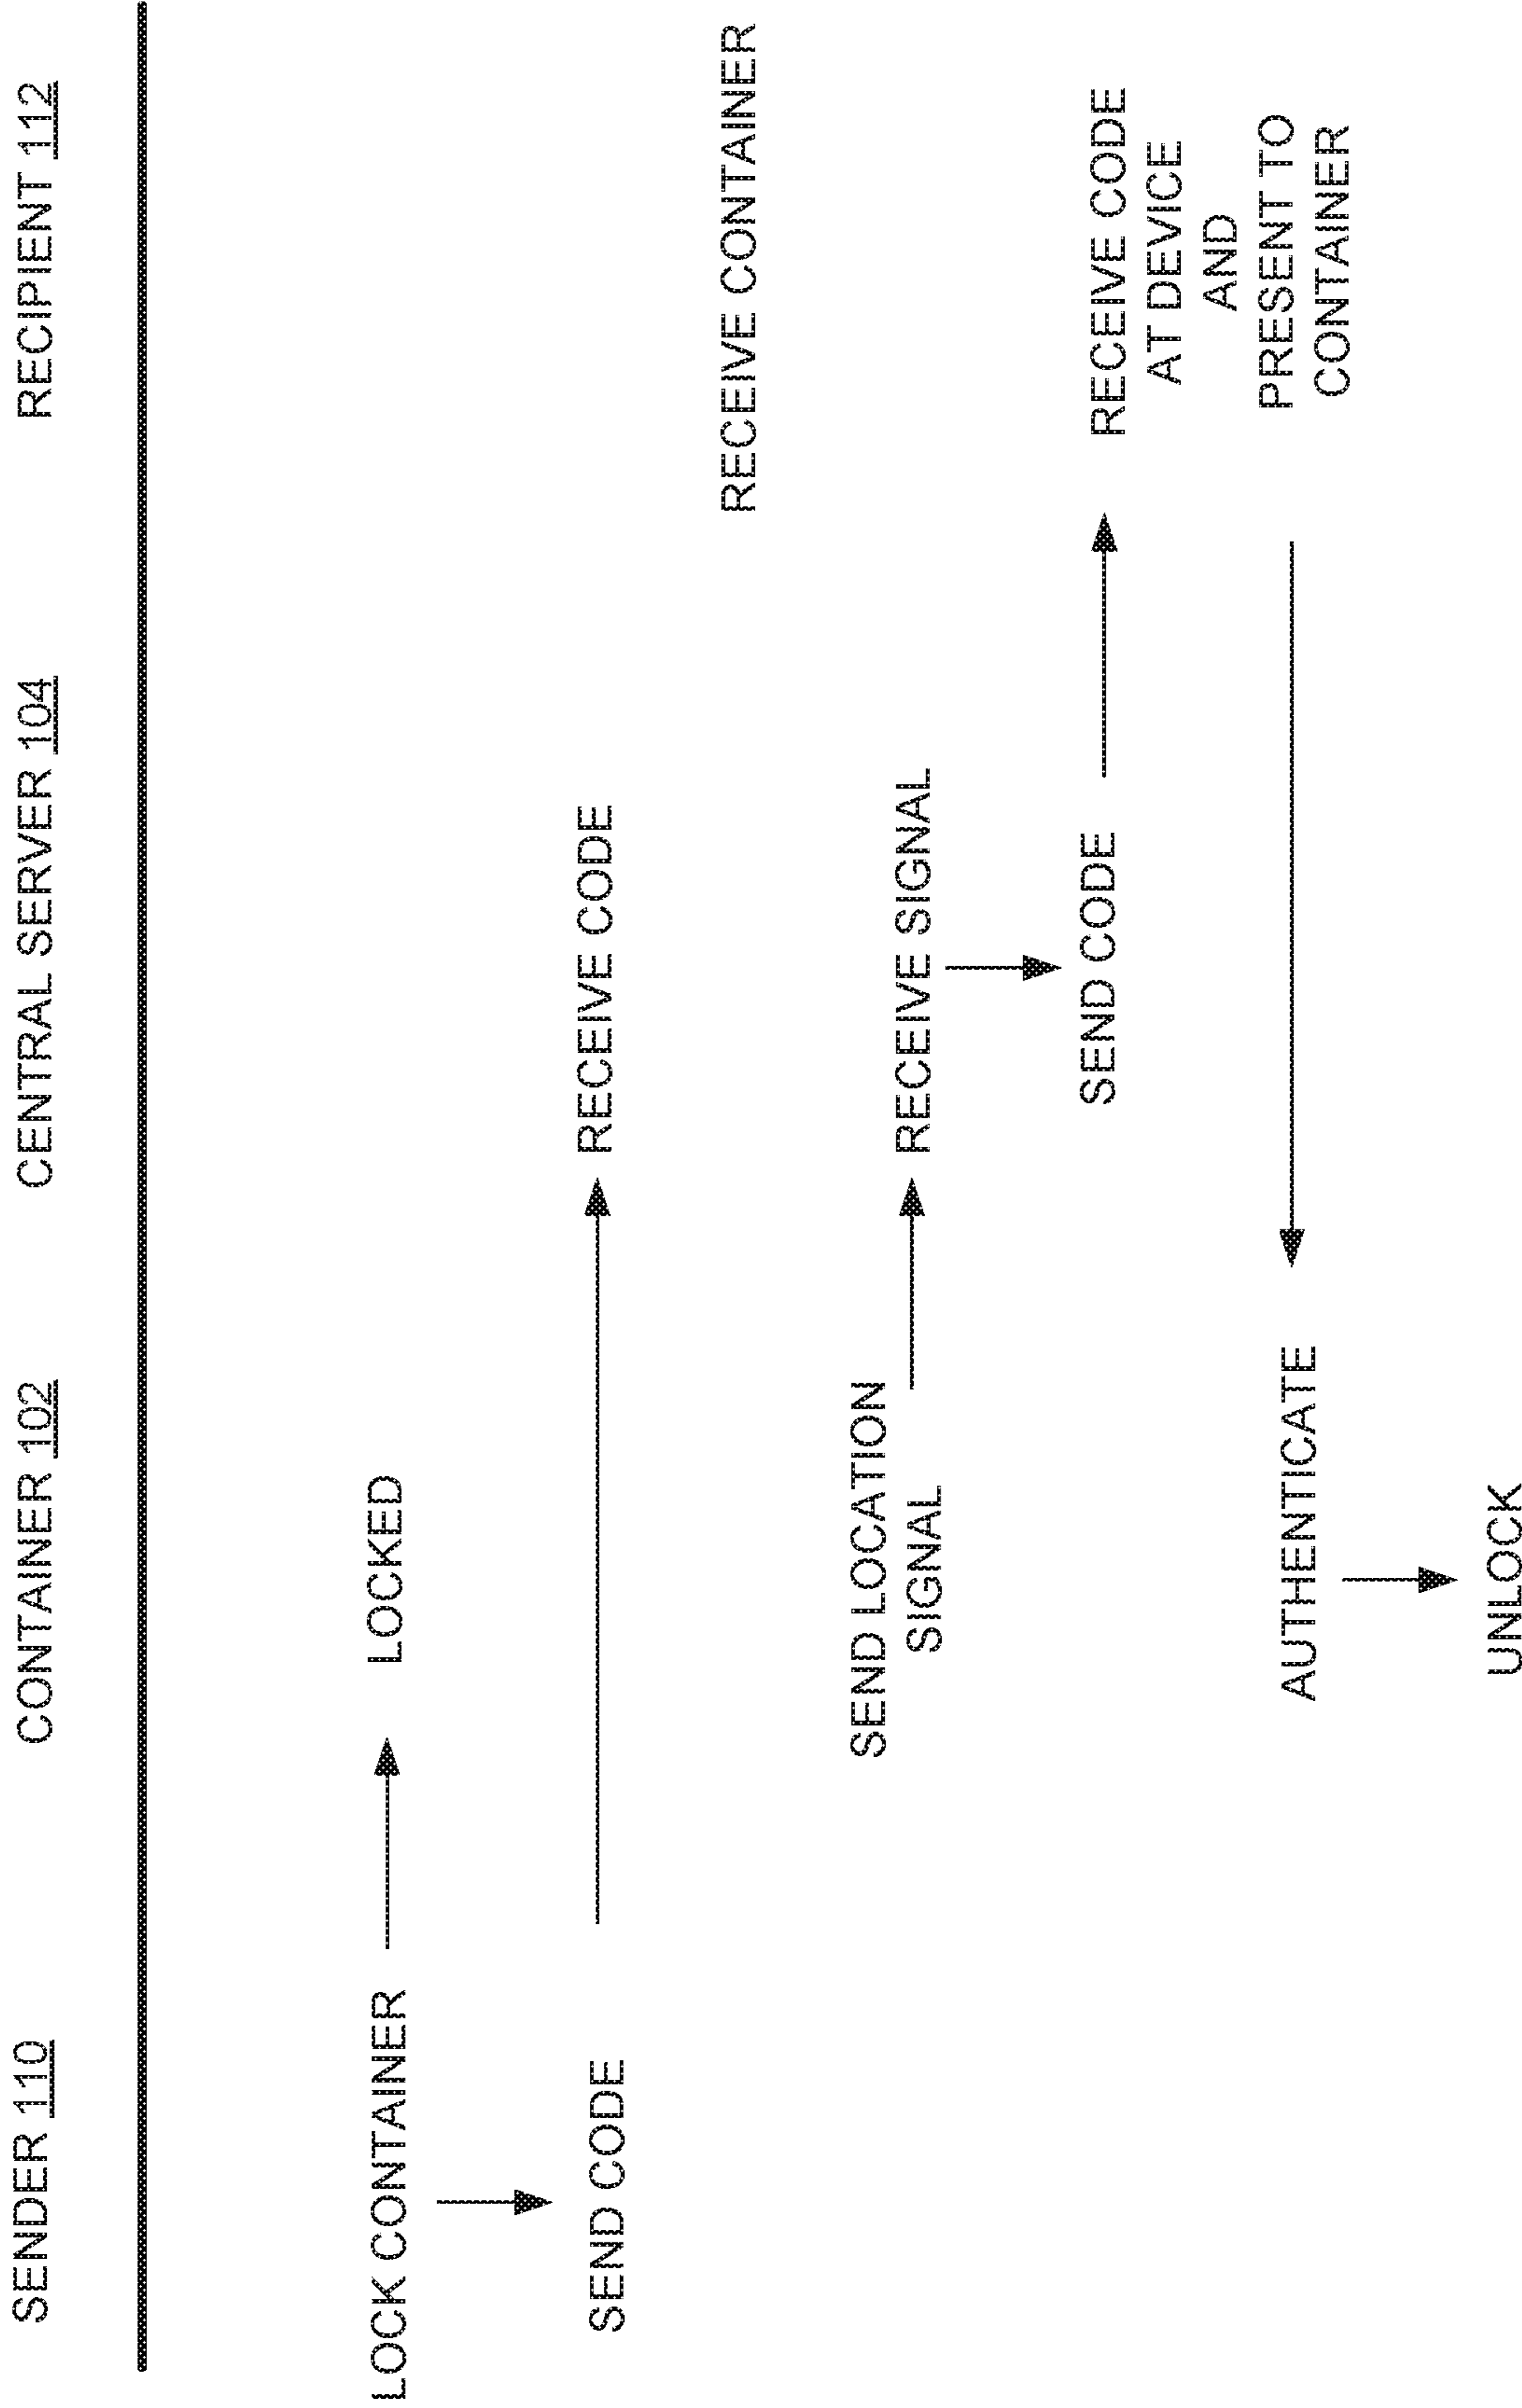 SENDER 110
CONTAINER 102
CENTRAL SERVER 104
RECIPIENT 112
LOCK CONTAINER
LOCKED
SEND CODE
RECEIVE CODE
RECEIVE CONTAINER
SEND LOCATION
SIGNAL
RECEIVE SIGNAL
SEND CODE
RECEIVE CODE
AT DEVICE
AND
PRESENT TO
CONTAINER
AUTHENTICATE
UNLOCK